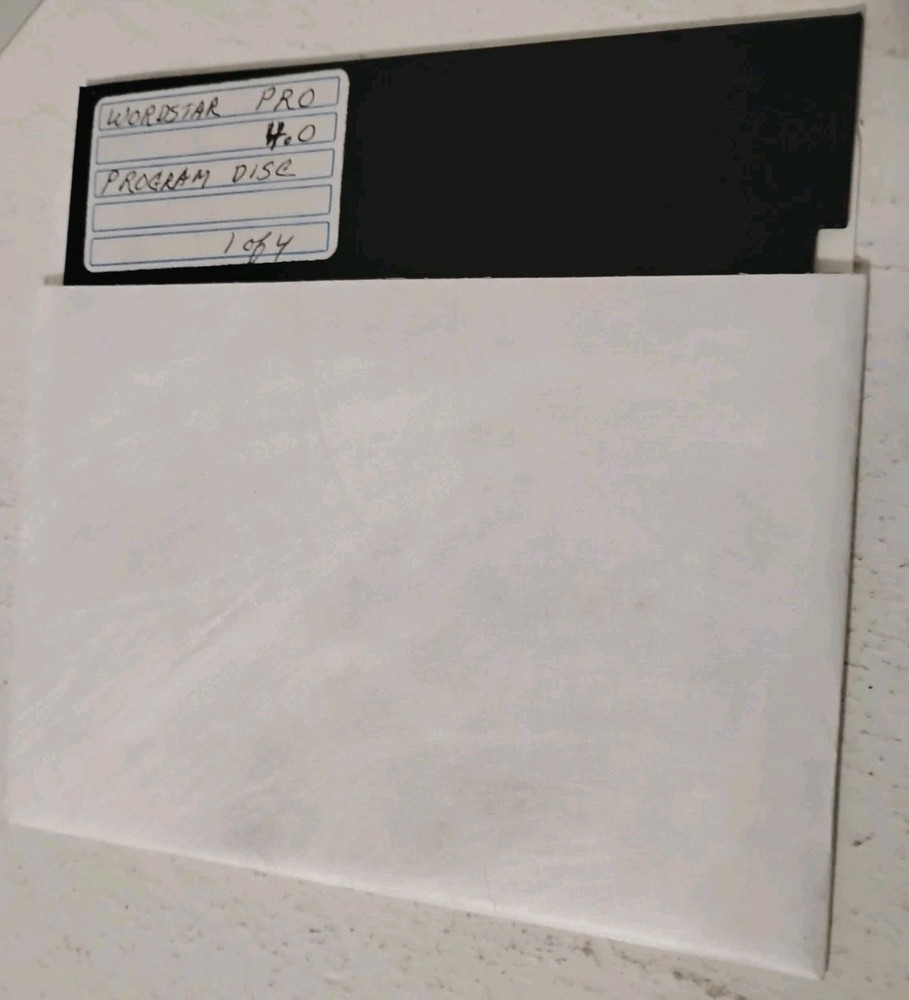 WORDSTAR PRO
4.0
PROGRAM DISC
1 of 4